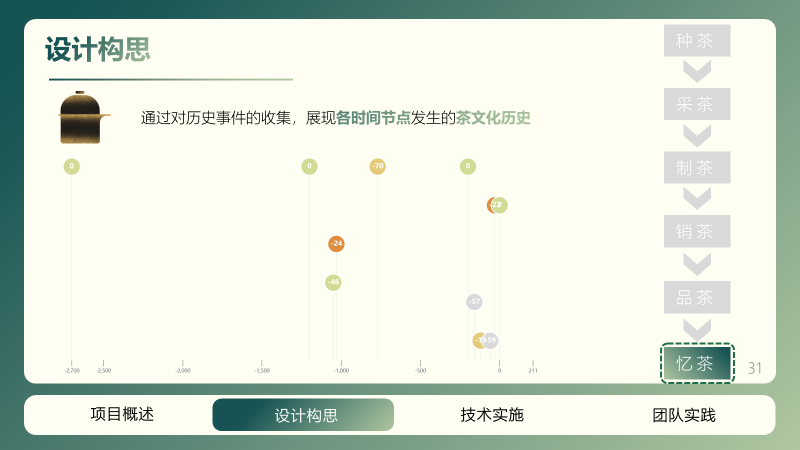 设计构思
通过对历史事件的收集，展现各时间节点发生的茶文化历史
0
0
-70
0
22
-24
-46
-37
-2,700
-2,500
-2,000
-1,500
-1,000
-500
0
211
种茶
采茶
制茶
销茶
品茶
忆茶
31
项目概述
设计构思
技术实施
团队实践